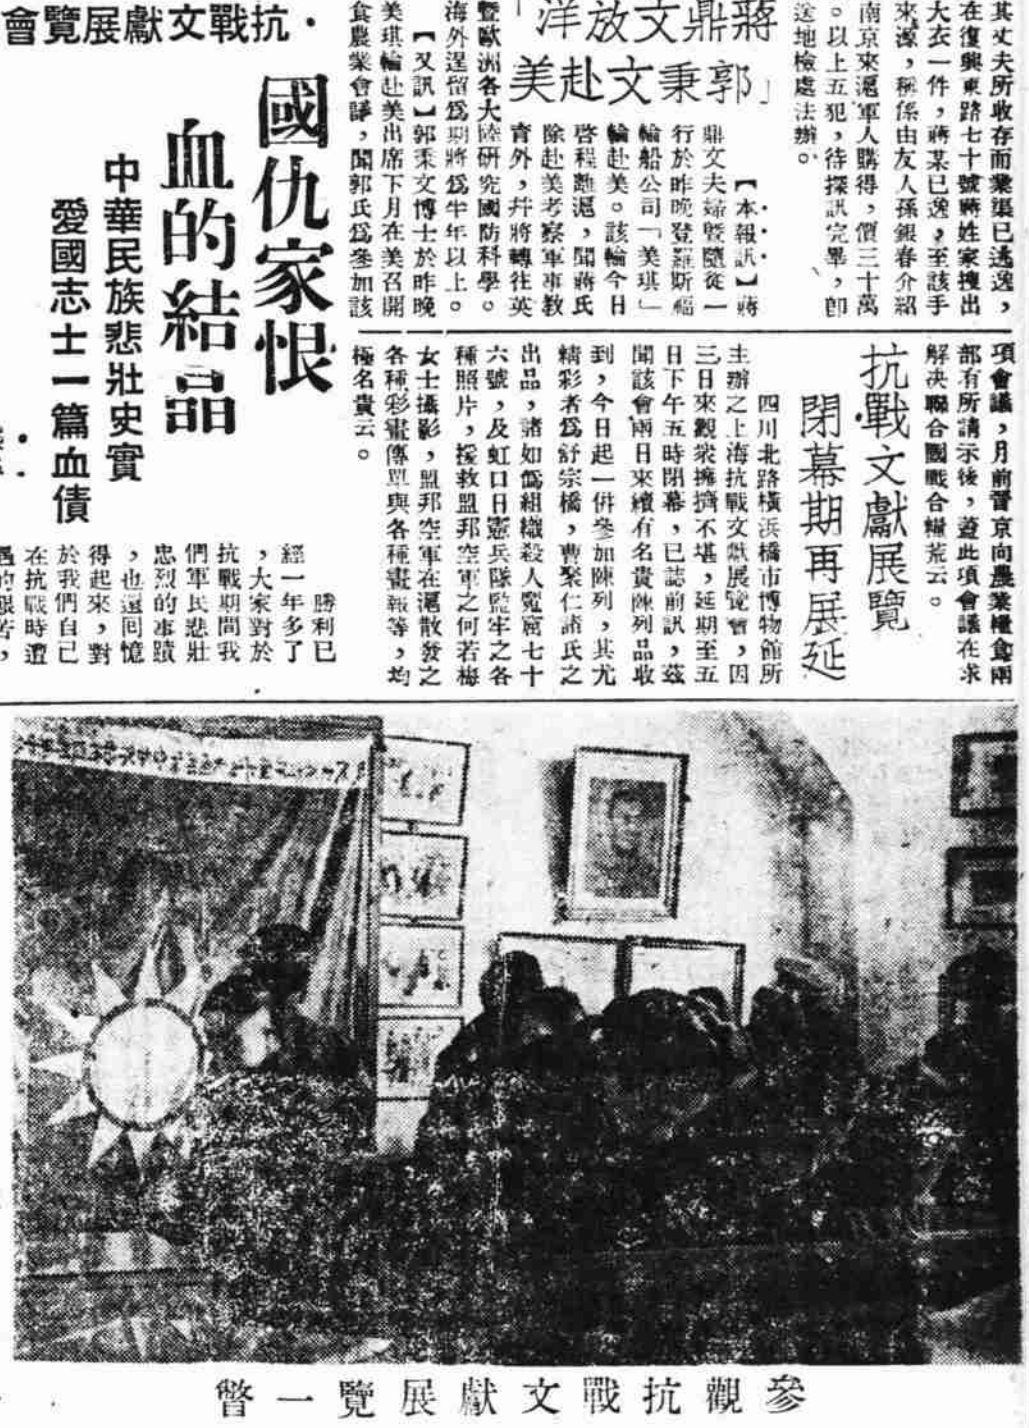 其丈夫所收存而業集已逃逸，
在復興東路七十號蔣姓家搜出
大衣一件，蔣某已逸，至該手
來源，稱係由友人孫銀春介紹
南京來滬軍人購得，價三十萬
。以上五犯，待探訊完畢，卽
送地檢處法辦。
蔣鼎文放洋
郭秉文赴美
【本報訊】蔣
鼎文夫婦暨隨從一
行於昨晚登羅斯福
輪船公司「美琪」
輪赴美。該輪今日
啓程離滬，聞蔣氏
除赴美考察軍事教
育外，幷將轉往英
暨歐洲各大陸研究國防科學。
海外逗留爲期將爲半年以上。
【又訊】郭秉文博士於昨晚
美琪輪赴美出席下月在美召開
食農業會議，聞郭氏爲參加該
項會議，月前晉京向農業糧食兩
部有所請示後，蓋此項會議在求
解决聯合國戰合糧荒云。
抗戰文獻展覽
閉幕期再展延
四川北路橫浜橋市博物館所
主辦之上海抗戰文獻展覽會，因
三日來觀衆擁擠不堪，延期至五
日下午五時閉幕，已誌前訊，茲
聞該會兩日來續有名貴陳列品收
到，今日起一併參加陳列，其尤
精彩者爲舒宗橋，曹聚仁諸氏之
出品，諸如僞組織殺人魔窟七十
六號，及虹口日憲兵隊監牢之各
種照片，援救盟邦空軍之何若梅
女士攝影，盟邦空軍在滬散發之
各種彩畫傳單與各種畫報等，均
極名貴云。
·抗戰文獻展覽會
國仇家恨
血的結晶
中華民族悲壯史實
愛國志士一篇血債
勝利已
經一年多了
，大家對於
抗戰期間我
們軍民悲壯
忠烈的事蹟
，也還回憶
得起來，對
於我們自己
在抗戰時遭
遇的艱苦，
參觀抗戰文獻展覽一瞥